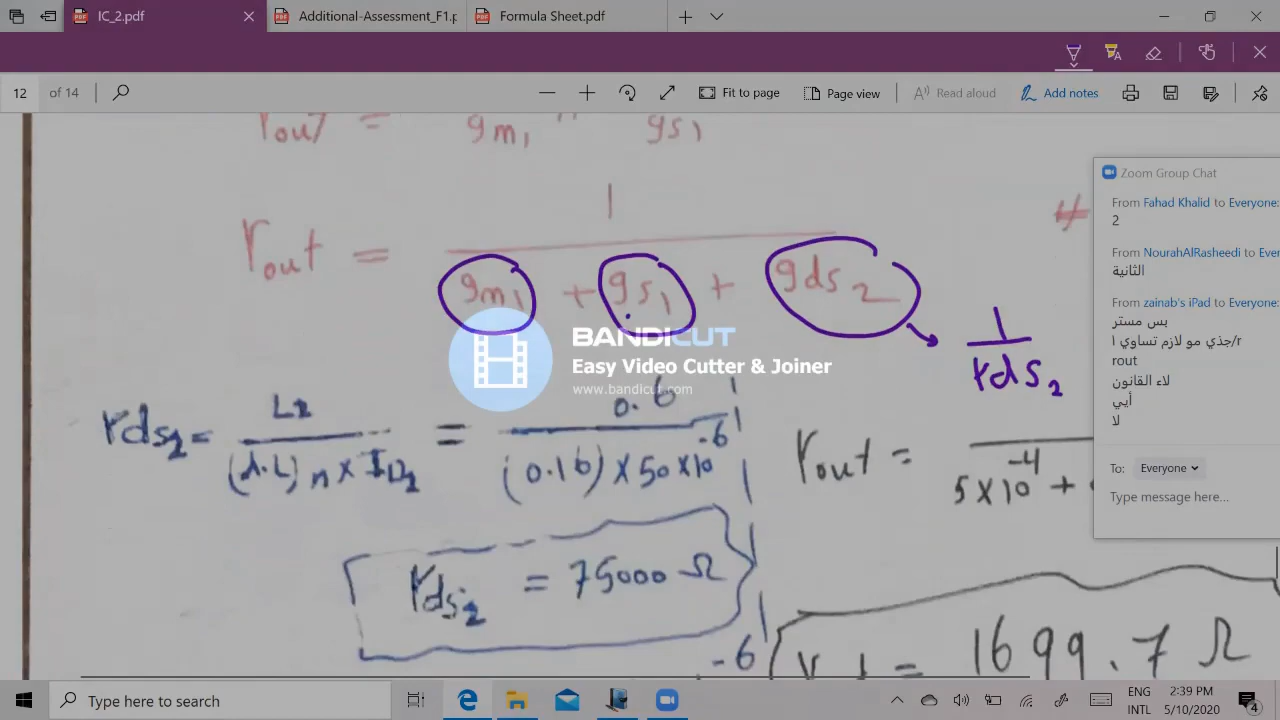 IC_2.pdf
Additional-Assessment_F1.p
Formula Sheet.pdf
12 of 14
Fit to page
Page view
Read aloud
Add notes
rout = gm1 " gs1
1
rout = gm1 + gs1 + gds2
1
rds2
BANDICUT
Easy Video Cutter & Joiner
www.bandicut.com
L2 0.6
rds2 = (λ.L)n x ID2 = (0.16) x 50 x 10-6
rds2 = 75000 Ω
-6
rout =
5 x 10-4 +
= 1699.7 Ω
Zoom Group Chat
From Fahad Khalid to Everyone:
2
From NourahAlRasheedi to Ever
الثانية
From zainab's iPad to Everyone:
بس مستر
جذي مو لازم تساوي ١/r
rout
لاء القانون
أيي
لا
To: Everyone
Type message here...
Type here to search
ENG
INTL
2:39 PM
5/10/2020
4